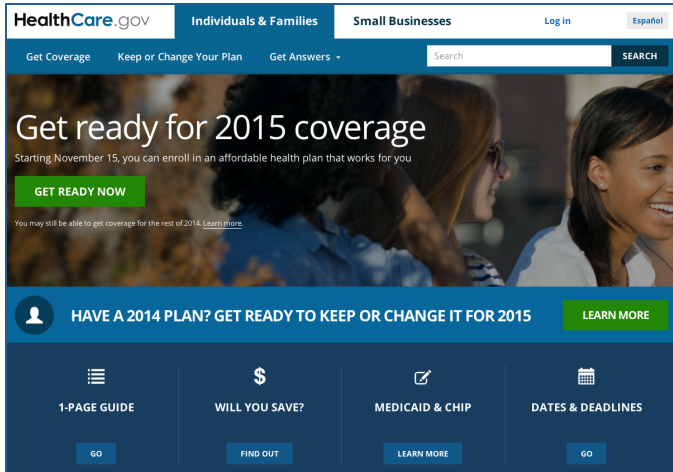 HealthCare.gov
Individuals & Families
Small Businesses
Log in
Español
Get Coverage
Keep or Change Your Plan
Get Answers
Search
SEARCH
Get ready for 2015 coverage
Starting November 15, you can enroll in an affordable health plan that works for you
GET READY NOW
You may still be able to get coverage for the rest of 2014. Learn more.
HAVE A 2014 PLAN? GET READY TO KEEP OR CHANGE IT FOR 2015
LEARN MORE
1-PAGE GUIDE
WILL YOU SAVE?
MEDICAID & CHIP
DATES & DEADLINES
GO
FIND OUT
LEARN MORE
GO